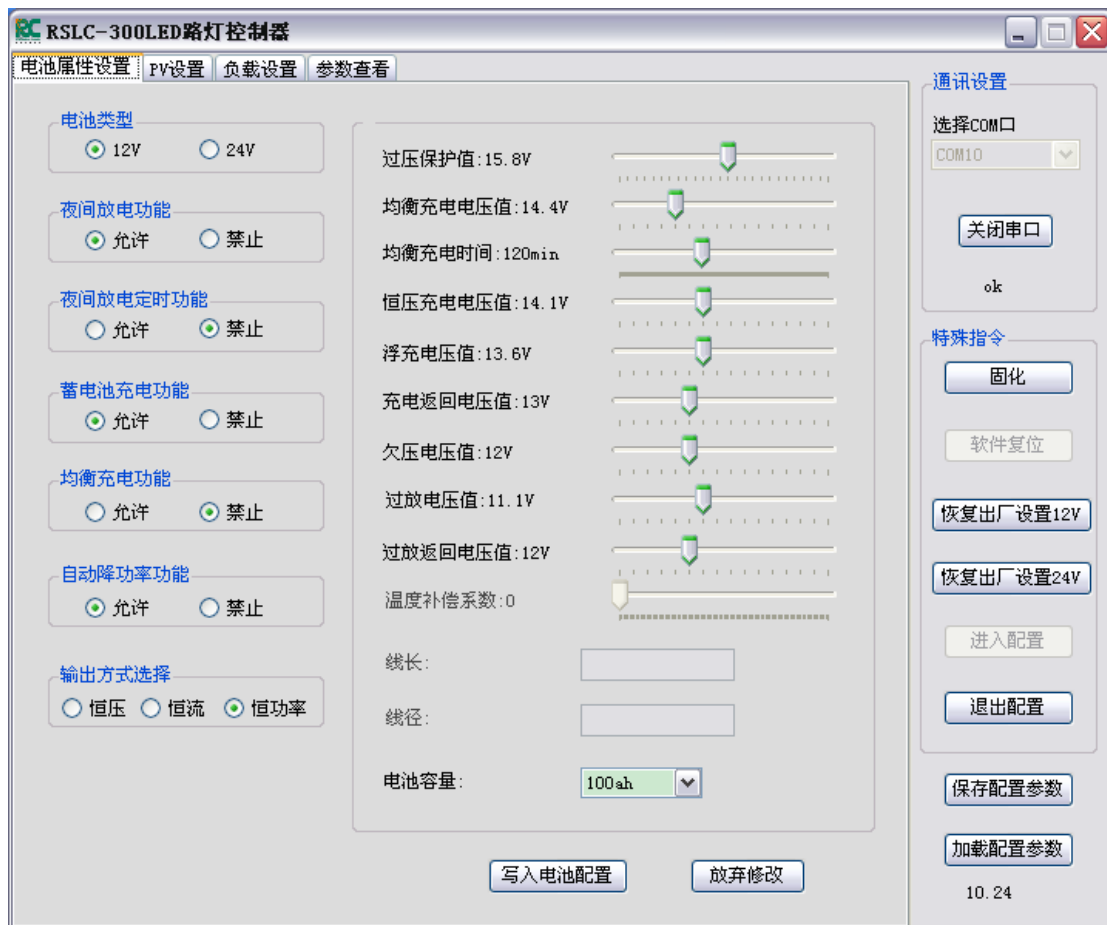 RC RSLC-300LED路灯控制器
电池属性设置 PV设置 负载设置 参数查看
电池类型
12V 24V
夜间放电功能
允许 禁止
夜间放电定时功能
允许 禁止
蓄电池充电功能
允许 禁止
均衡充电功能
允许 禁止
自动降功率功能
允许 禁止
输出方式选择
恒压 恒流 恒功率
过压保护值:15.8V
均衡充电电压值:14.4V
均衡充电时间:120min
恒压充电电压值:14.1V
浮充电压值:13.6V
充电返回电压值:13V
欠压电压值:12V
过放电压值:11.1V
过放返回电压值:12V
温度补偿系数:0
线长:
线径:
电池容量: 100ah
写入电池配置 放弃修改
通讯设置
选择COM口
COM10
关闭串口
ok
特殊指令
固化
软件复位
恢复出厂设置12V
恢复出厂设置24V
进入配置
退出配置
保存配置参数
加载配置参数
10.24